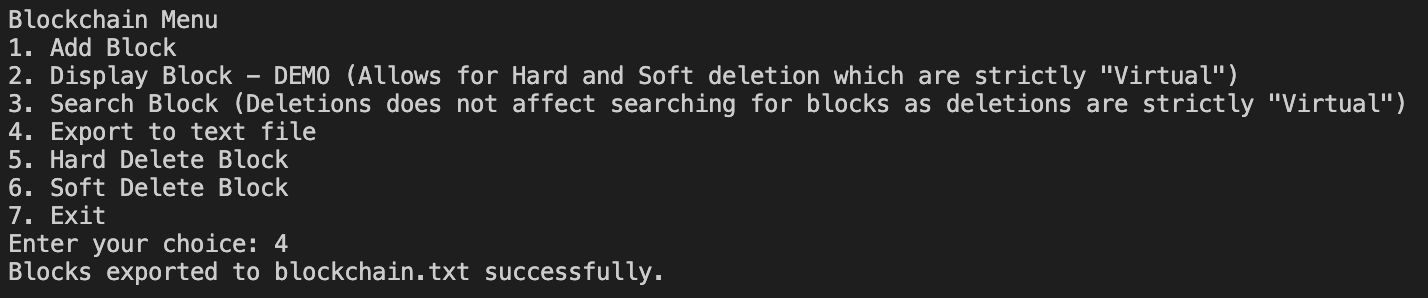 Blockchain Menu
1. Add Block
2. Display Block – DEMO (Allows for Hard and Soft deletion which are strictly "Virtual")
3. Search Block (Deletions does not affect searching for blocks as deletions are strictly "Virtual")
4. Export to text file
5. Hard Delete Block
6. Soft Delete Block
7. Exit
Enter your choice: 4
Blocks exported to blockchain.txt successfully.